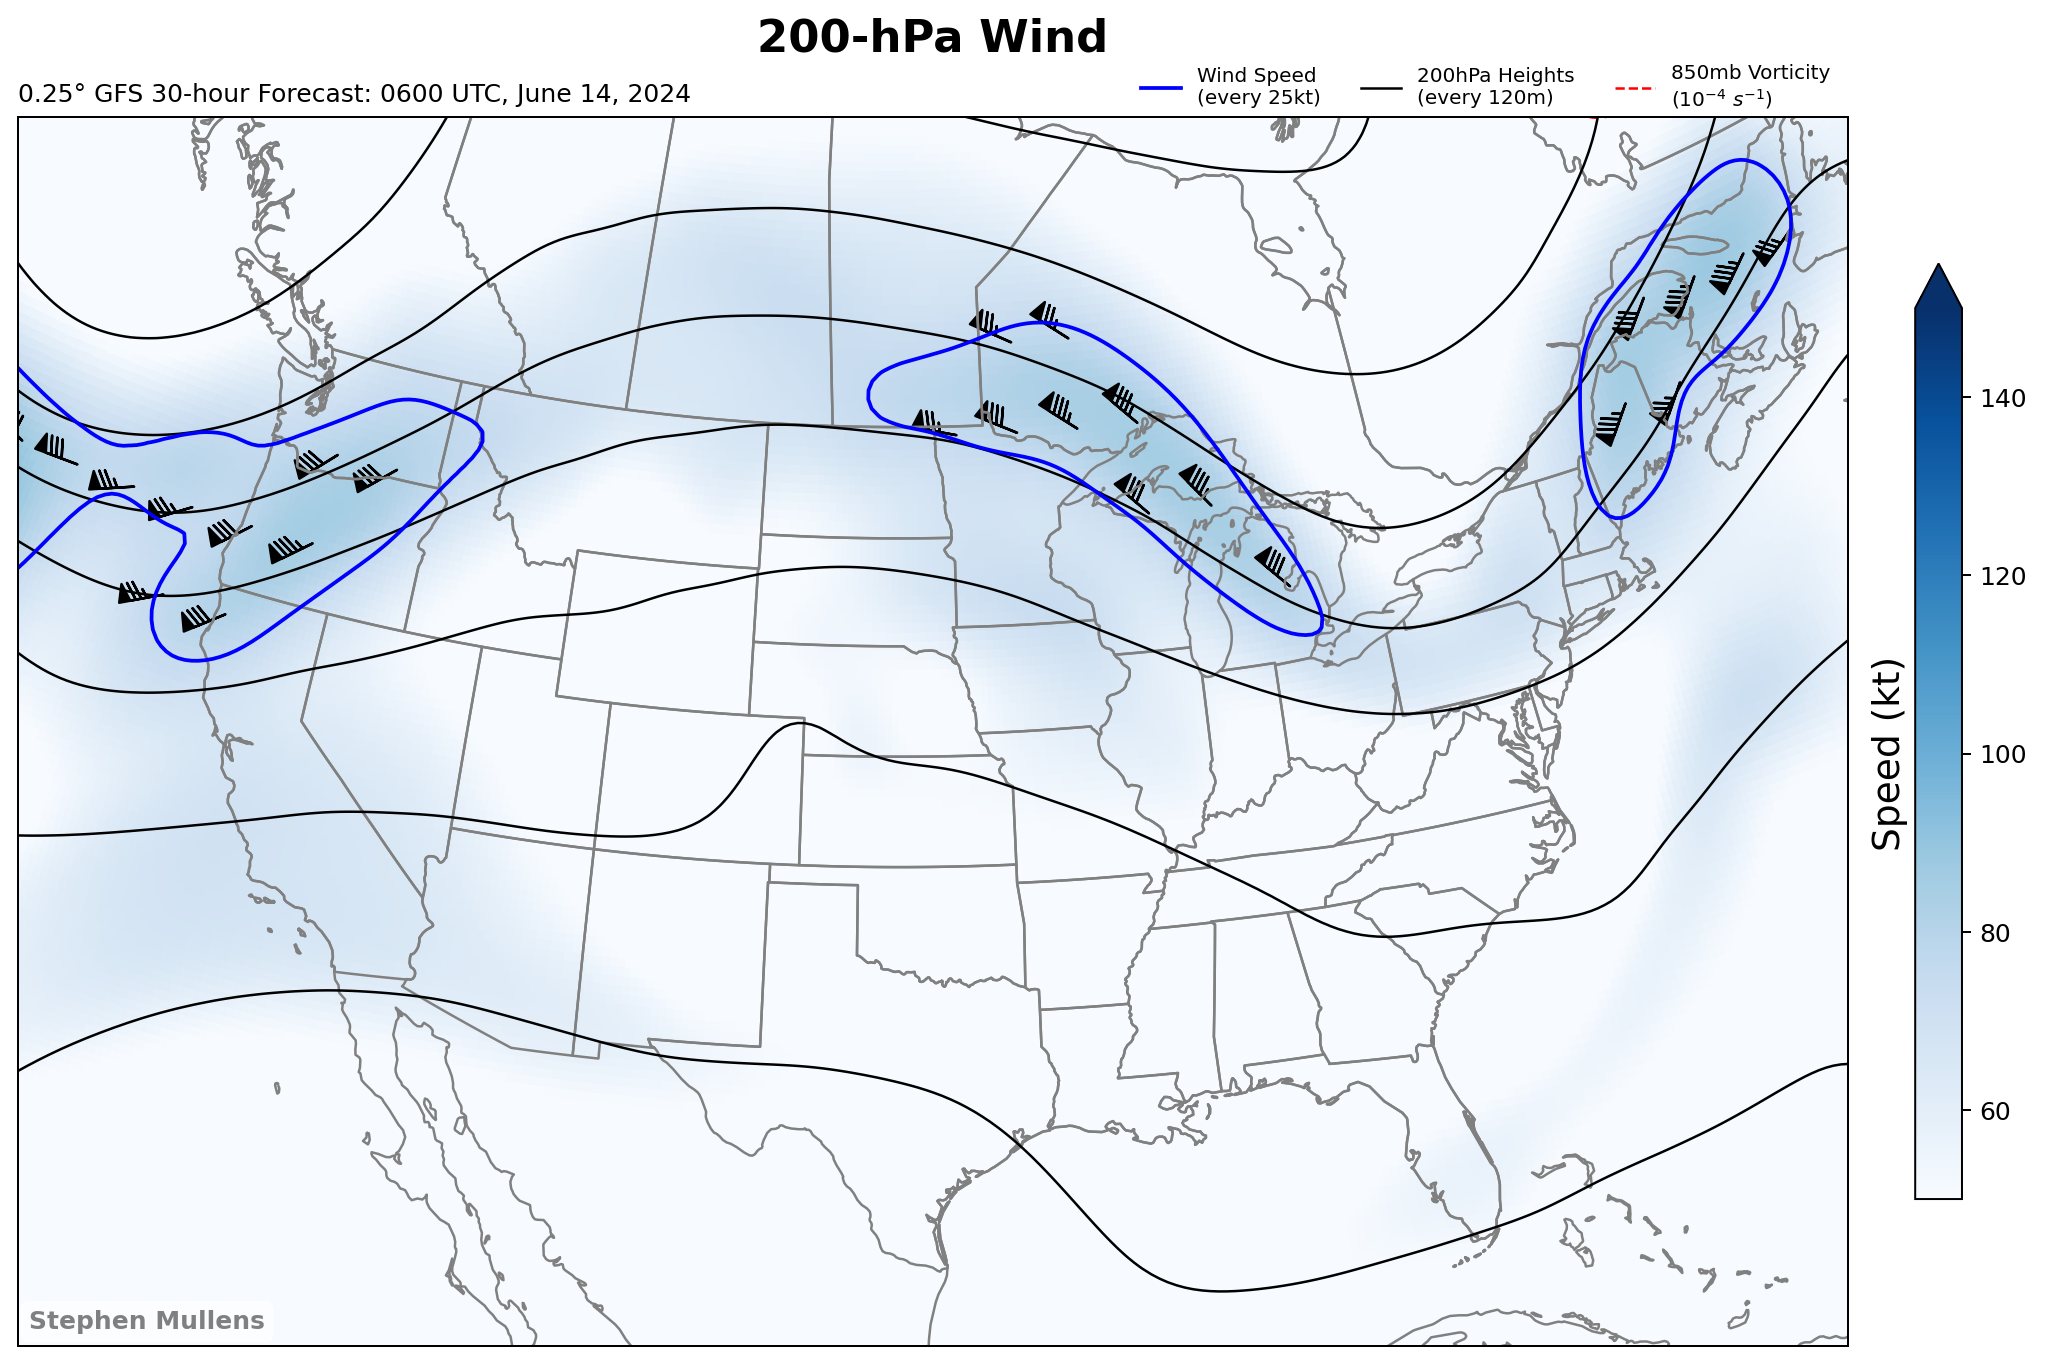 200-hPa Wind
0.25° GFS 30-hour Forecast: 0600 UTC, June 14, 2024
Wind Speed
(every 25kt)
200hPa Heights
(every 120m)
850mb Vorticity
(10⁻⁴ s⁻¹)
140
120
100
80
60
Speed (kt)
Stephen Mullens